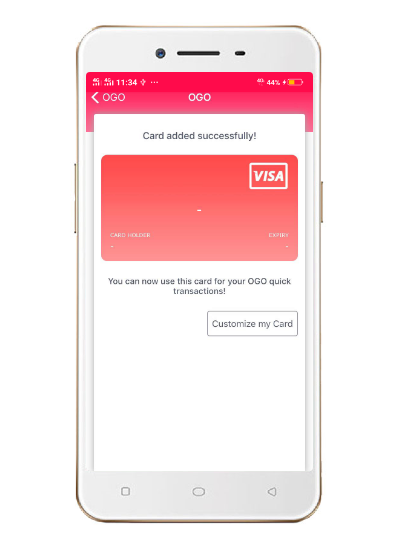 4G 4G 11:34 ··· 4G 44%
OGO OGO
Card added successfully!
VISA
-
CARD HOLDER EXPIRY
- -
You can now use this card for your OGO quick
transactions!
Customize my Card